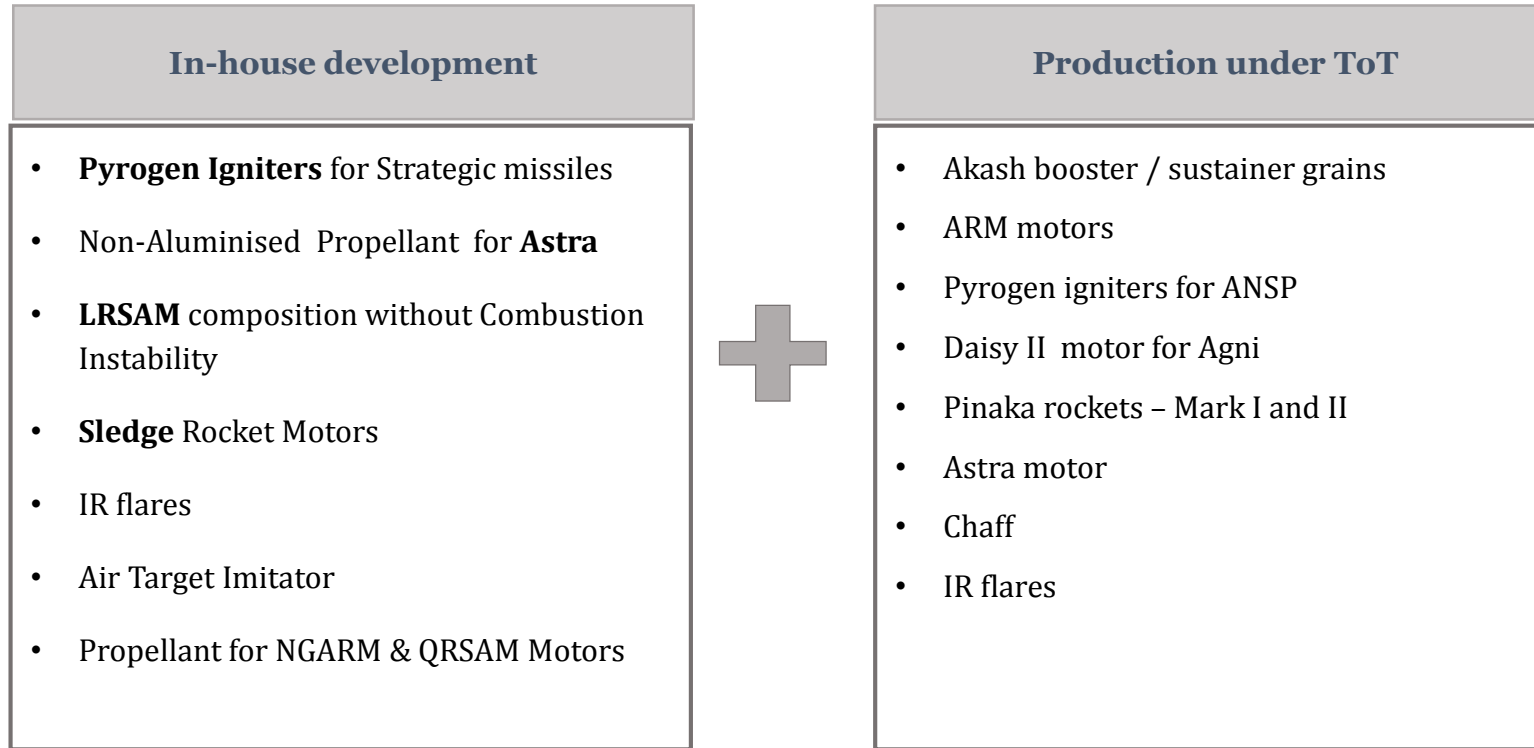 In-house development
• Pyrogen Igniters for Strategic missiles
• Non-Aluminised Propellant for Astra
• LRSAM composition without Combustion
Instability
• Sledge Rocket Motors
• IR flares
• Air Target Imitator
• Propellant for NGARM & QRSAM Motors
Production under ToT
• Akash booster / sustainer grains
• ARM motors
• Pyrogen igniters for ANSP
• Daisy II motor for Agni
• Pinaka rockets – Mark I and II
• Astra motor
• Chaff
• IR flares